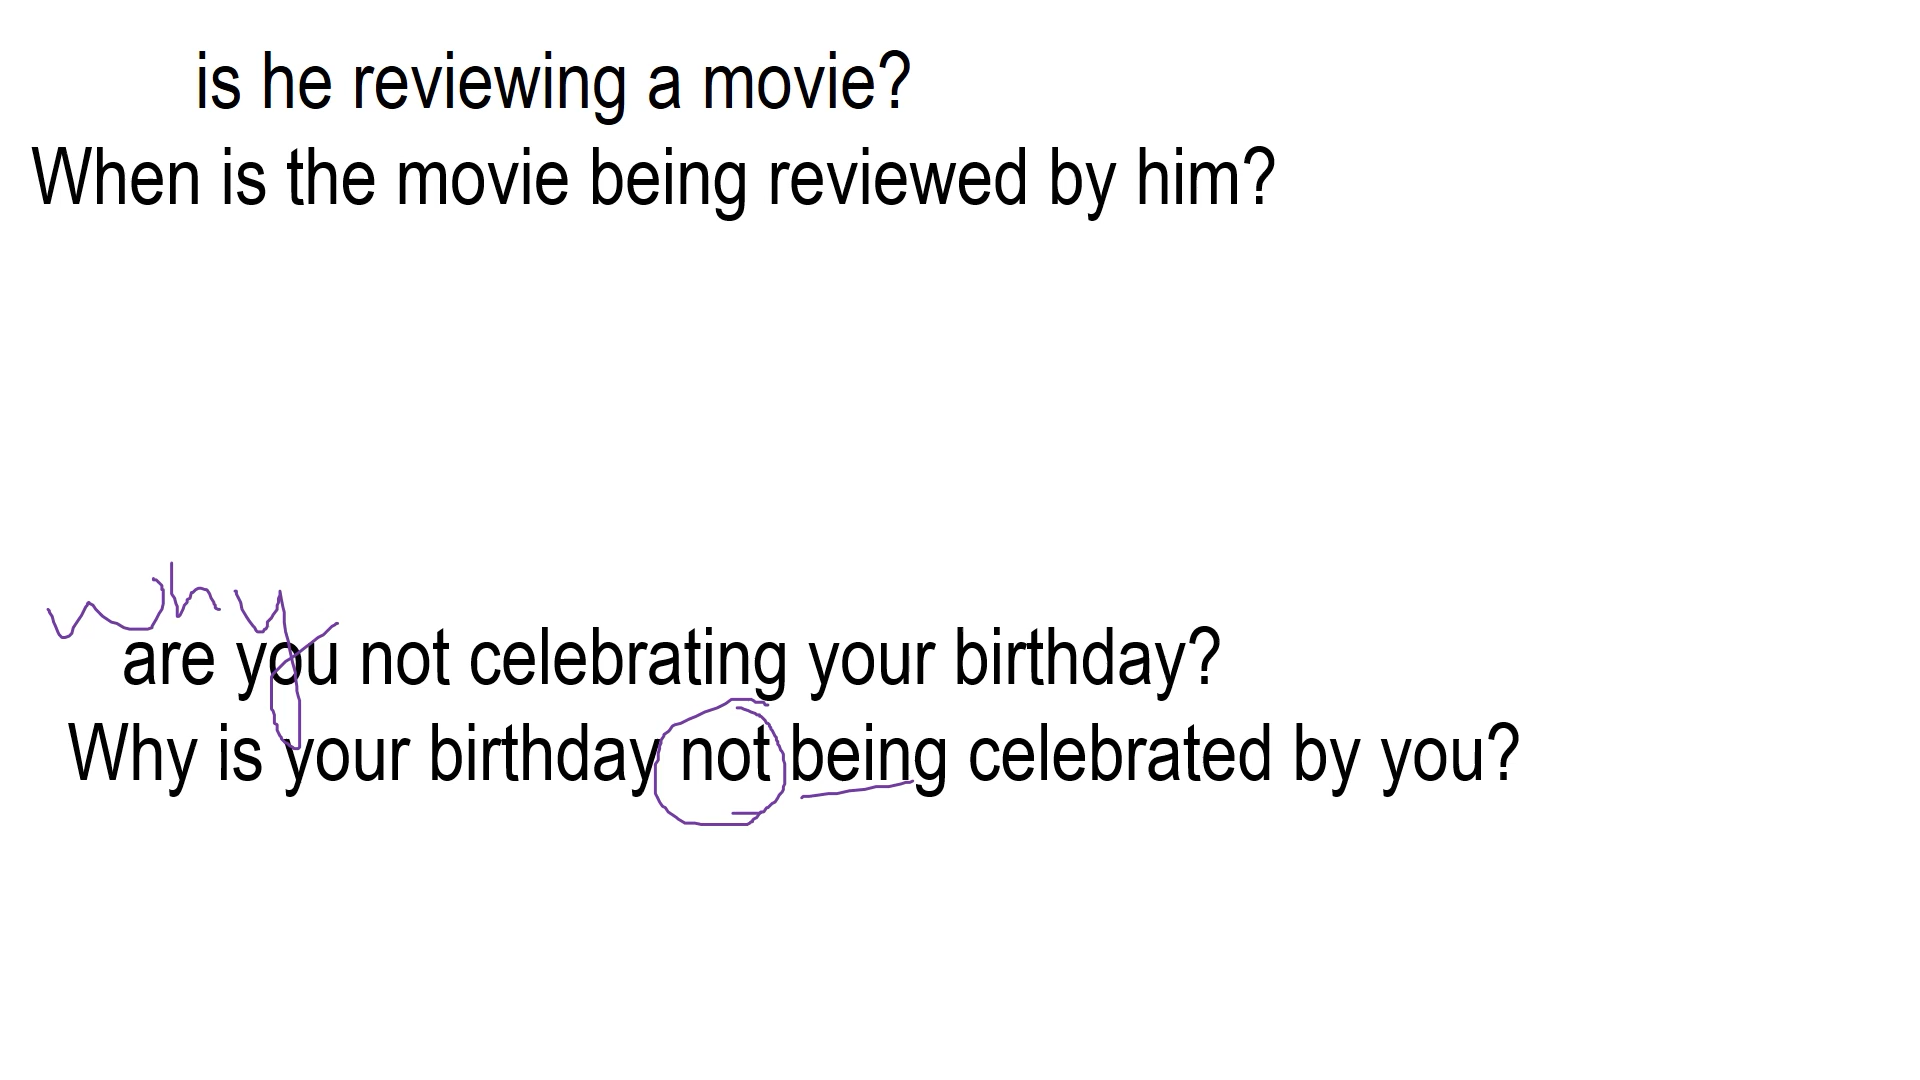 is he reviewing a movie?
When is the movie being reviewed by him?
why
are you not celebrating your birthday?
Why is your birthday not being celebrated by you?